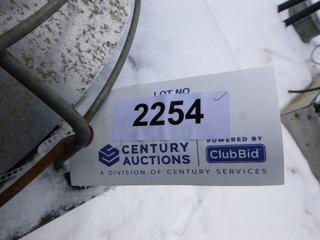 LOT NO
2254
CENTURY AUCTIONS
POWERED BY
ClubBid
A DIVISION OF CENTURY SERVICES